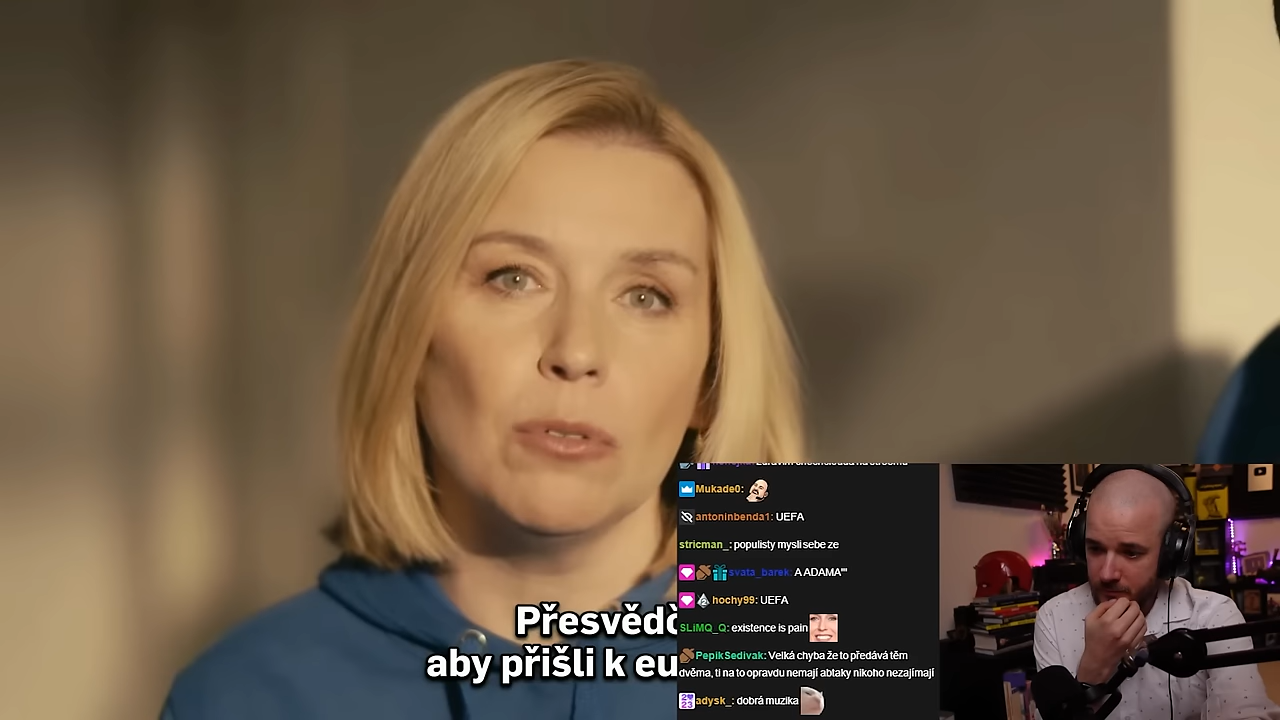 Přesvědč
aby přišli k eu
Mukade0:
antoninbenda1: UEFA
stricman_: populisty mysli sebe ze
svata_barek: A ADAMA"'
hochy99: UEFA
SLiMQ_Q: existence is pain
PepikSedivak: Velká chyba že to předává těm
dvěma, ti na to opravdu nemají abtaky nikoho nezajímají
adysk_: dobrá muzika